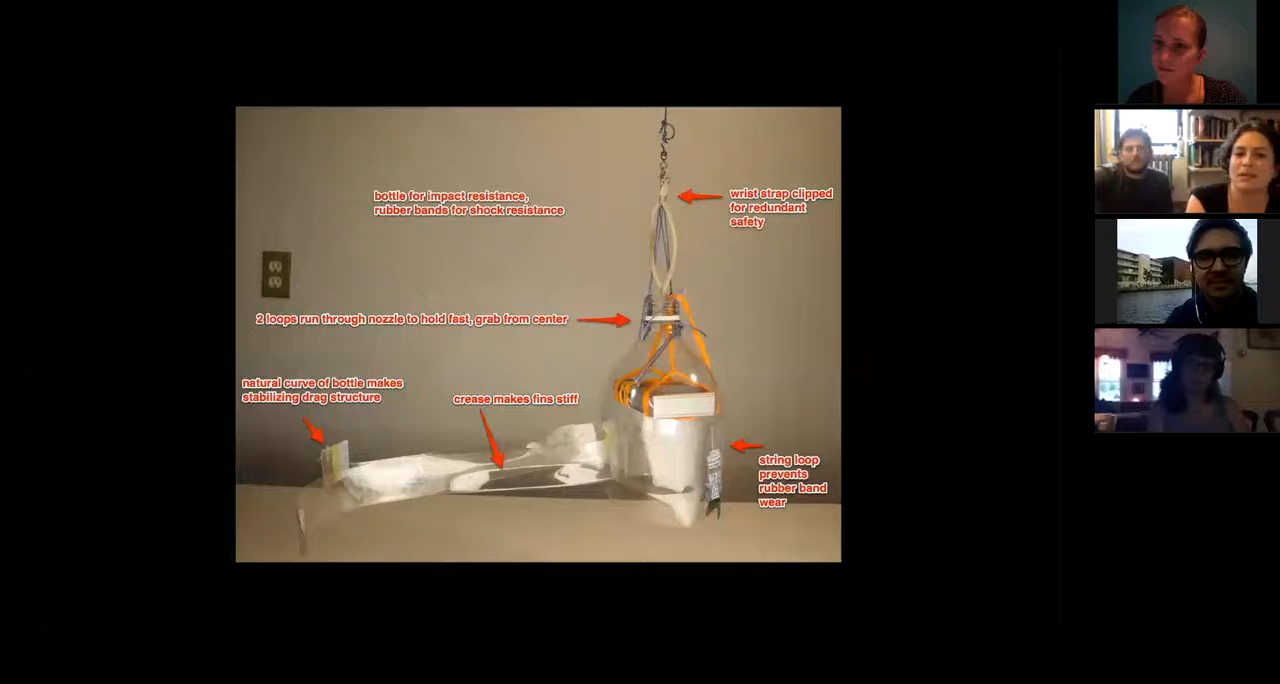 bottle for impact resistance,
rubber bands for shock resistance
wrist strap clipped
for redundant
safety
2 loops run through nozzle to hold fast, grab from center
natural curve of bottle makes
stabilizing drag structure
crease makes fins stiff
string loop
prevents
rubber band
wear